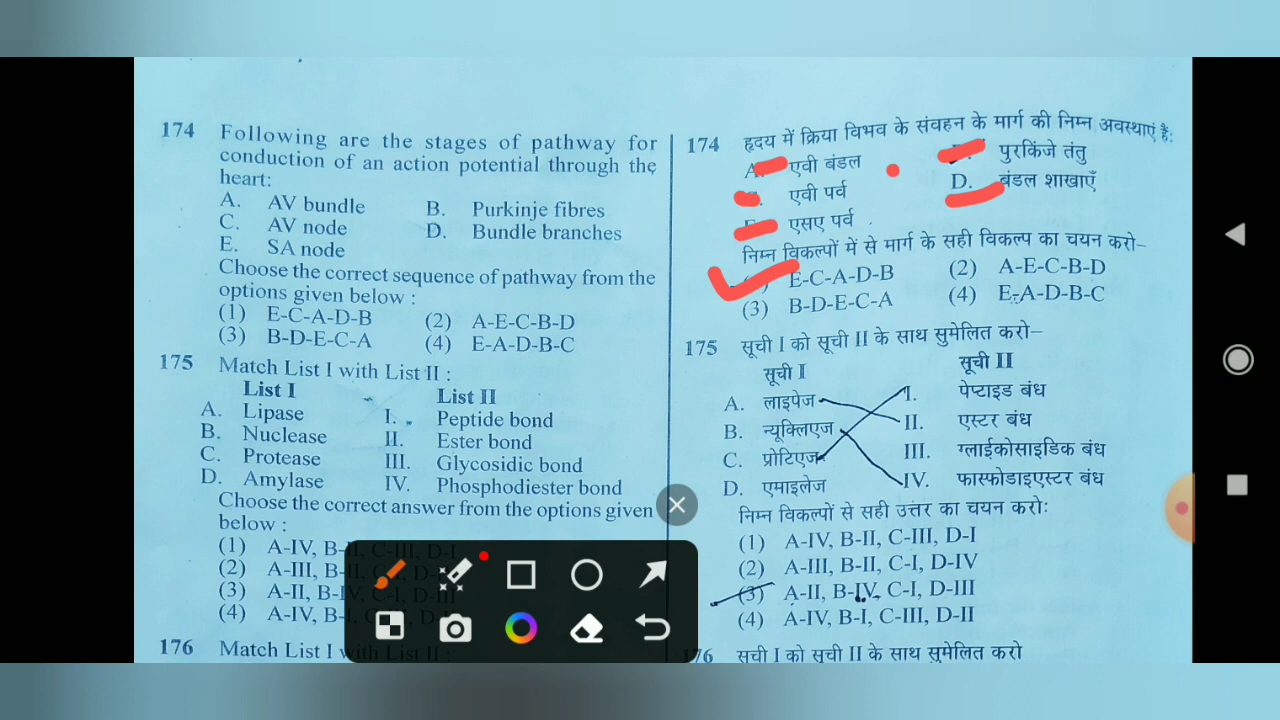 174 Following are the stages of pathway for
conduction of an action potential through the
heart:
A. AV bundle B. Purkinje fibres
C. AV node D. Bundle branches
E. SA node
Choose the correct sequence of pathway from the
options given below :
(1) E-C-A-D-B (2) A-E-C-B-D
(3) B-D-E-C-A (4) E-A-D-B-C
175 Match List I with List II :
List I List II
A. Lipase I. Peptide bond
B. Nuclease II. Ester bond
C. Protease III. Glycosidic bond
D. Amylase IV. Phosphodiester bond
Choose the correct answer from the options given
below :
(1) A-IV, B-II, C-III, D-I
(2) A-III, B-II, C-I, D-
(3) A-II, B-IV, C-I, D-III
(4) A-IV, B-I,
176 Match List I with List II :
174 हृदय में क्रिया विभव के संवहन के मार्ग की निम्न अवस्थाएं हैं:
A. एवी बंडल पुरकिंजे तंतु
एवी पर्व D. बंडल शाखाएँ
एसए पर्व
निम्न विकल्पों में से मार्ग के सही विकल्प का चयन करो–
E-C-A-D-B (2) A-E-C-B-D
(3) B-D-E-C-A (4) E-A-D-B-C
175 सूची I को सूची II के साथ सुमेलित करो–
सूची I सूची II
A. लाइपेज I. पेप्टाइड बंध
B. न्यूक्लिएज II. एस्टर बंध
C. प्रोटिएज III. ग्लाईकोसाइडिक बंध
D. एमाइलेज IV. फास्फोडाइएस्टर बंध
निम्न विकल्पों से सही उत्तर का चयन करोः
(1) A-IV, B-II, C-III, D-I
(2) A-III, B-II, C-I, D-IV
(3) A-II, B-IV, C-I, D-III
(4) A-IV, B-I, C-III, D-II
176 सूची I को सूची II के साथ सुमेलित करो